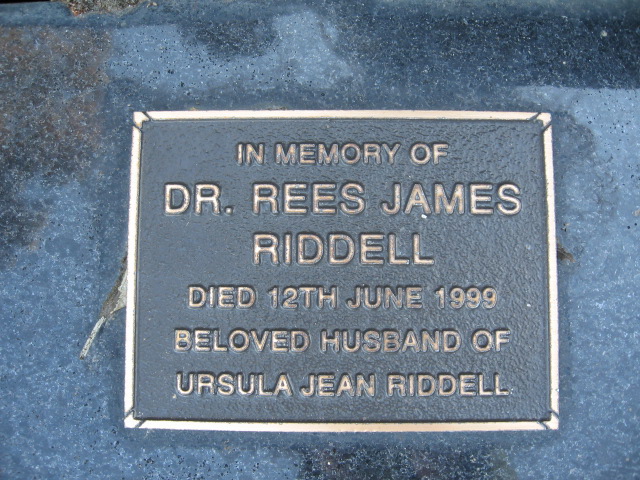 IN MEMORY OF
DR. REES JAMES
RIDDELL
DIED 12TH JUNE 1999
BELOVED HUSBAND OF
URSULA JEAN RIDDELL